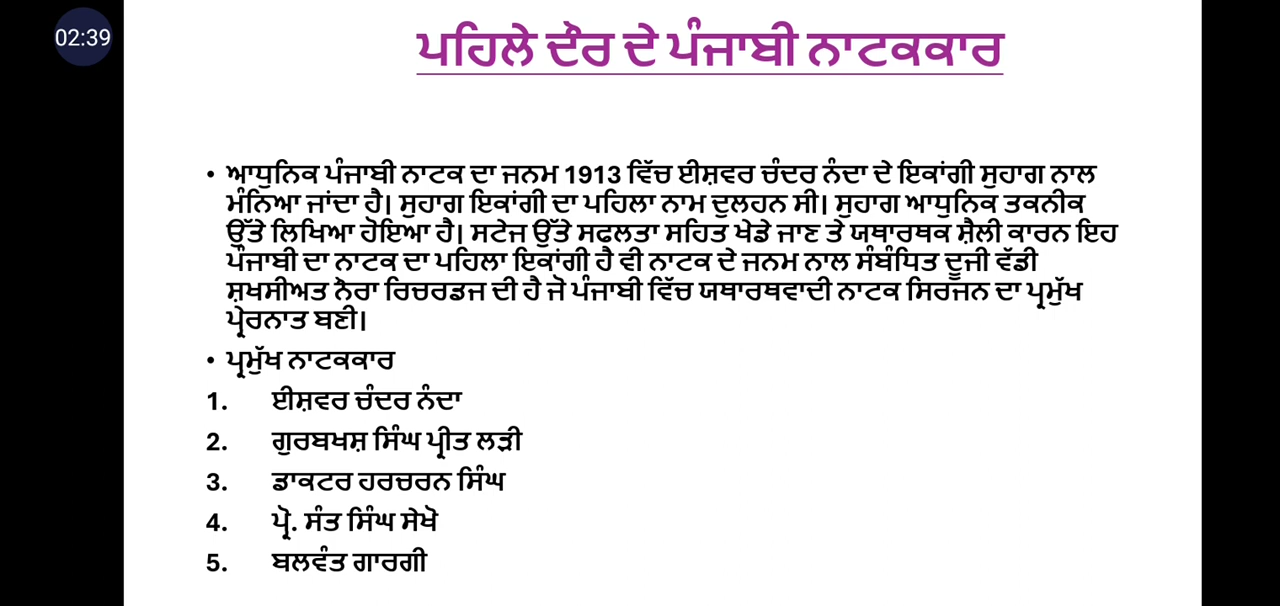 02:39
ਪਹਿਲੇ ਦੌਰ ਦੇ ਪੰਜਾਬੀ ਨਾਟਕਕਾਰ
• ਆਧੁਨਿਕ ਪੰਜਾਬੀ ਨਾਟਕ ਦਾ ਜਨਮ 1913 ਵਿੱਚ ਈਸ਼ਵਰ ਚੰਦਰ ਨੰਦਾ ਦੇ ਇਕਾਂਗੀ ਸੁਹਾਗ ਨਾਲ
ਮੰਨਿਆ ਜਾਂਦਾ ਹੈ। ਸੁਹਾਗ ਇਕਾਂਗੀ ਦਾ ਪਹਿਲਾ ਨਾਮ ਦੁਲਹਨ ਸੀ। ਸੁਹਾਗ ਆਧੁਨਿਕ ਤਕਨੀਕ
ਉੱਤੇ ਲਿਖਿਆ ਹੋਇਆ ਹੈ। ਸਟੇਜ ਉੱਤੇ ਸਫਲਤਾ ਸਹਿਤ ਖੇਡੇ ਜਾਣ ਤੇ ਯਥਾਰਥਕ ਸ਼ੈਲੀ ਕਾਰਨ ਇਹ
ਪੰਜਾਬੀ ਦਾ ਨਾਟਕ ਦਾ ਪਹਿਲਾ ਇਕਾਂਗੀ ਹੈ ਵੀ ਨਾਟਕ ਦੇ ਜਨਮ ਨਾਲ ਸੰਬੰਧਿਤ ਦੂਜੀ ਵੱਡੀ
ਸ਼ਖਸੀਅਤ ਨੋਰਾ ਰਿਚਰਡਜ ਦੀ ਹੈ ਜੋ ਪੰਜਾਬੀ ਵਿੱਚ ਯਥਾਰਥਵਾਦੀ ਨਾਟਕ ਸਿਰਜਨ ਦਾ ਪ੍ਰਮੁੱਖ
ਪ੍ਰੇਰਨਾਤ ਬਣੀ।
• ਪ੍ਰਮੁੱਖ ਨਾਟਕਕਾਰ
1. ਈਸ਼ਵਰ ਚੰਦਰ ਨੰਦਾ
2. ਗੁਰਬਖਸ਼ ਸਿੰਘ ਪ੍ਰੀਤ ਲੜੀ
3. ਡਾਕਟਰ ਹਰਚਰਨ ਸਿੰਘ
4. ਪ੍ਰੋ. ਸੰਤ ਸਿੰਘ ਸੇਖੋ
5. ਬਲਵੰਤ ਗਾਰਗੀ